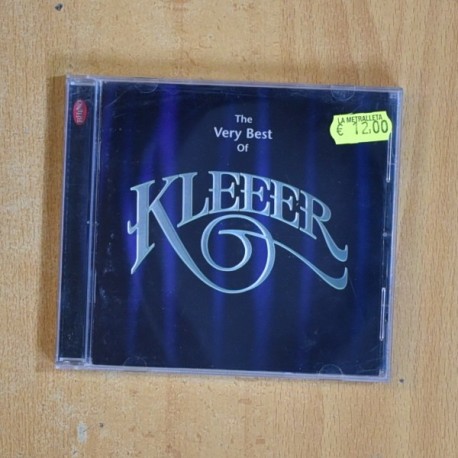 The
Very Best
Of
KLEEER
LA METRALLETA
€ 12,00